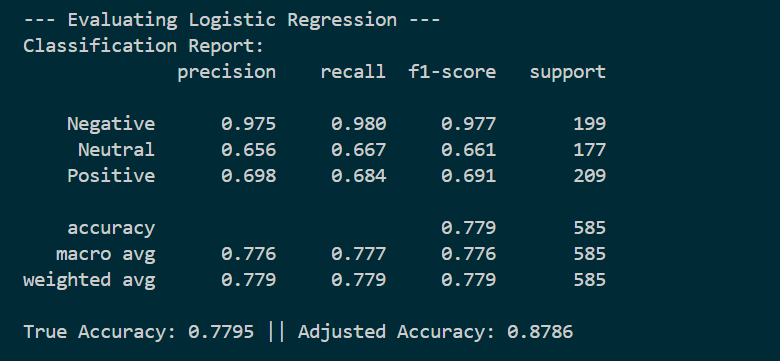 --- Evaluating Logistic Regression ---
Classification Report:
precision recall f1-score support
Negative 0.975 0.980 0.977 199
Neutral 0.656 0.667 0.661 177
Positive 0.698 0.684 0.691 209
accuracy 0.779 585
macro avg 0.776 0.777 0.776 585
weighted avg 0.779 0.779 0.779 585
True Accuracy: 0.7795 || Adjusted Accuracy: 0.8786